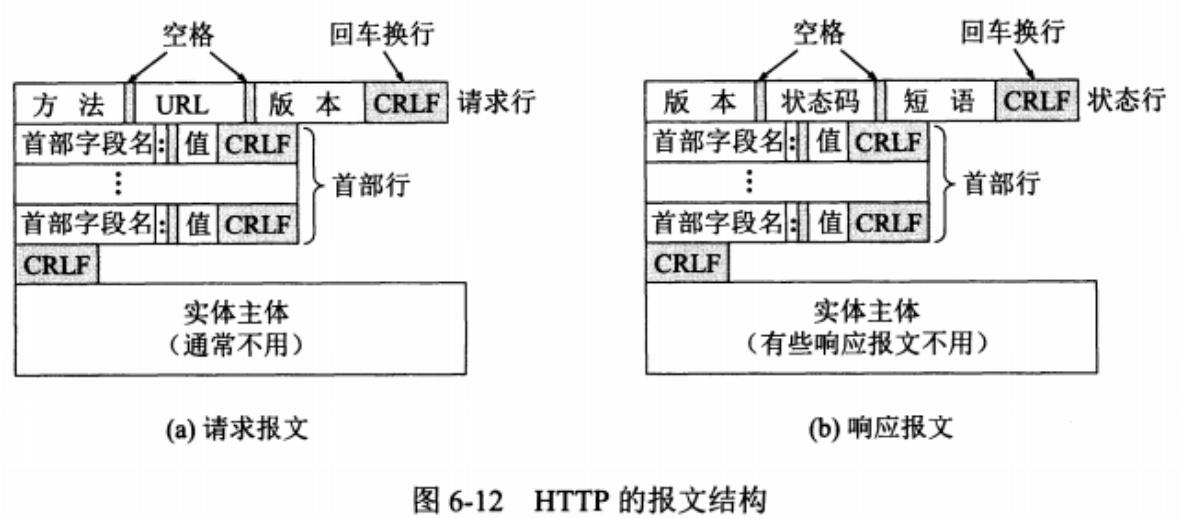 空格 回车换行
方 法 URL 版 本 CRLF 请求行
首部字段名: 值 CRLF
⋮
首部字段名: 值 CRLF
首部行
CRLF
实体主体
（通常不用）
(a) 请求报文
空格 回车换行
版 本 状态码 短 语 CRLF 状态行
首部字段名: 值 CRLF
⋮
首部字段名: 值 CRLF
首部行
CRLF
实体主体
（有些响应报文不用）
(b) 响应报文
图 6-12 HTTP 的报文结构